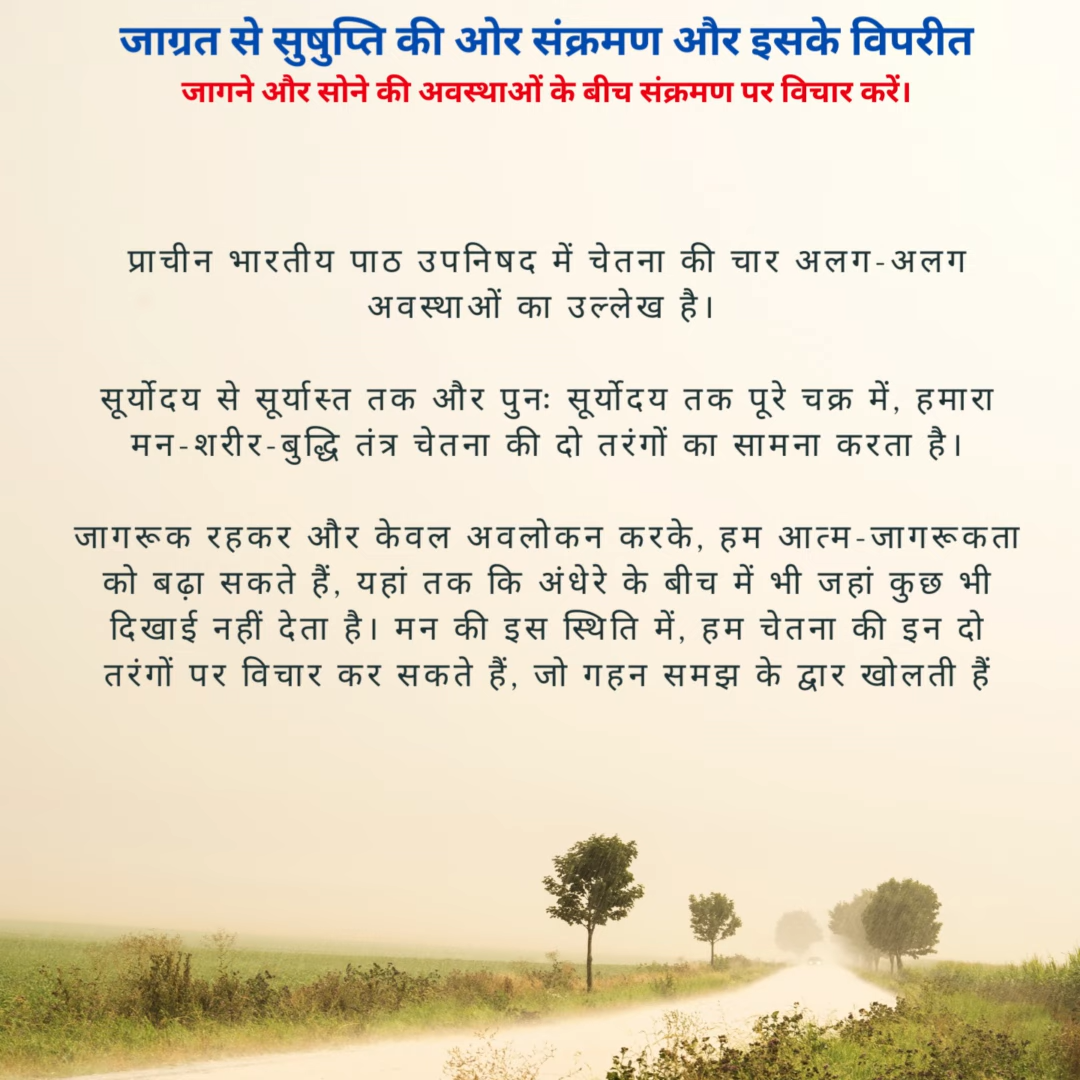 जाग्रत से सुषुप्ति की ओर संक्रमण और इसके विपरीत
जागने और सोने की अवस्थाओं के बीच संक्रमण पर विचार करें।
प्राचीन भारतीय पाठ उपनिषद में चेतना की चार अलग-अलग
अवस्थाओं का उल्लेख है।
सूर्योदय से सूर्यास्त तक और पुनः सूर्योदय तक पूरे चक्र में, हमारा
मन-शरीर-बुद्धि तंत्र चेतना की दो तरंगों का सामना करता है।
जागरूक रहकर और केवल अवलोकन करके, हम आत्म-जागरूकता
को बढ़ा सकते हैं, यहां तक कि अंधेरे के बीच में भी जहां कुछ भी
दिखाई नहीं देता है। मन की इस स्थिति में, हम चेतना की इन दो
तरंगों पर विचार कर सकते हैं, जो गहन समझ के द्वार खोलती हैं